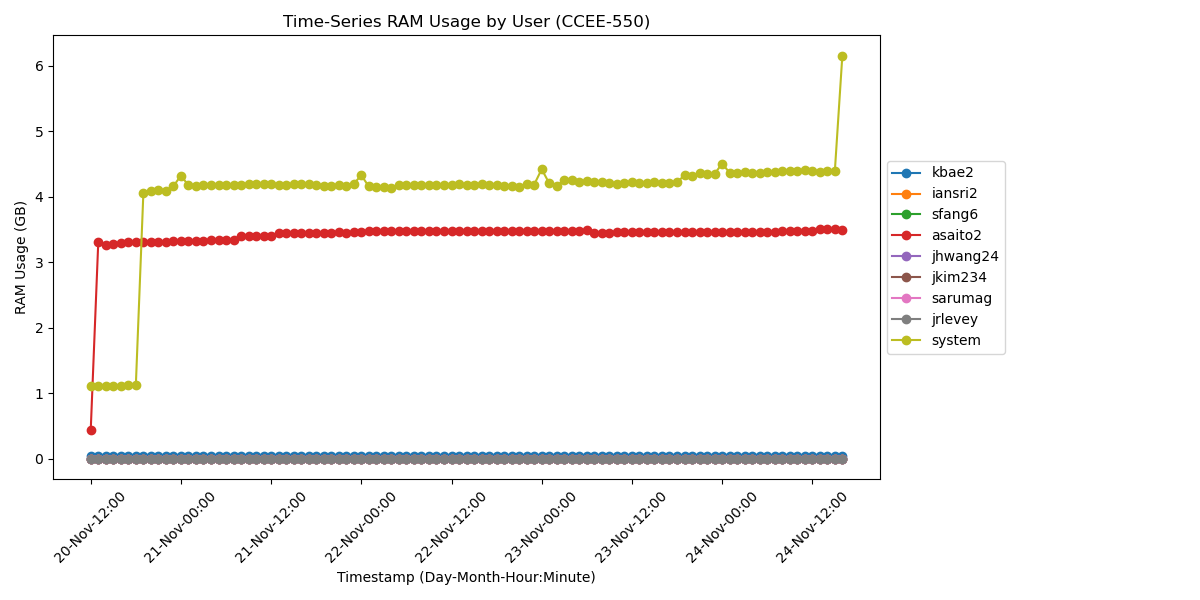 Time-Series RAM Usage by User (CCEE-550)
RAM Usage (GB)
6
5
4
3
2
1
0
20-Nov-12:00
21-Nov-00:00
21-Nov-12:00
22-Nov-00:00
22-Nov-12:00
23-Nov-00:00
23-Nov-12:00
24-Nov-00:00
24-Nov-12:00
Timestamp (Day-Month-Hour:Minute)
kbae2
iansri2
sfang6
asaito2
jhwang24
jkim234
sarumag
jrlevey
system